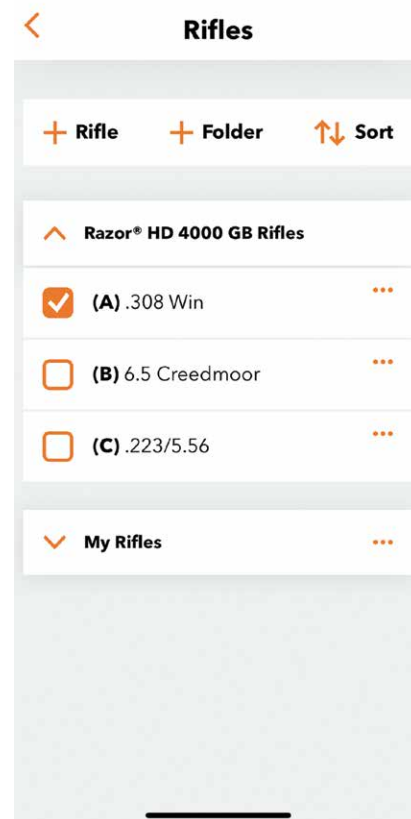 Rifles
Rifle Folder Sort
Razor® HD 4000 GB Rifles
(A) .308 Win
(B) 6.5 Creedmoor
(C) .223/5.56
My Rifles